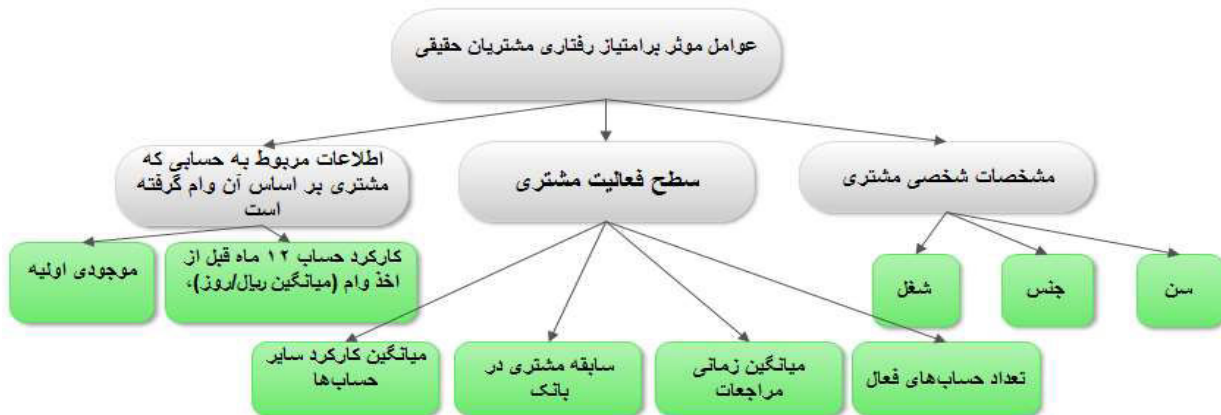 عوامل موثر برامتیاز رفتاری مشتریان حقیقی
مشخصات شخصی مشتری
سطح فعالیت مشتری
اطلاعات مربوط به حسابی که
مشتری بر اساس آن وام گرفته
است
سن
جنس
شغل
کارکرد حساب ۱۲ ماه قبل از
اخذ وام (میانگین ریال/روز)،
موجودی اولیه
تعداد حساب‌های فعال
میانگین زمانی
مراجعات
سابقه مشتری در
بانک
میانگین کارکرد سایر
حساب‌ها